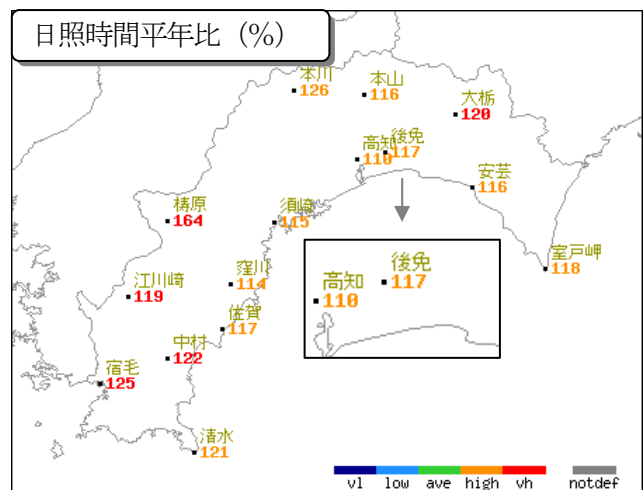 日照時間平年比 (%)
本川
126
本山
116
大栃
120
高知
110
後免
117
安芸
116
梼原
164
須崎
115
室戸岬
118
江川崎
119
窪川
114
佐賀
117
中村
122
宿毛
125
清水
121
高知
110
後免
117
vl low ave high vh notdef